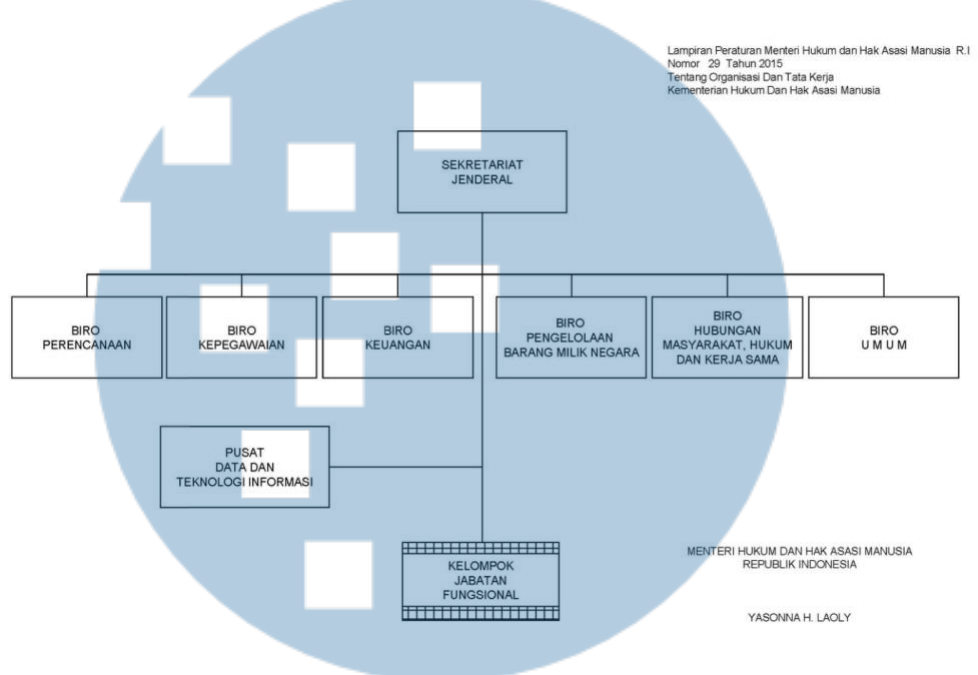 Lampiran Peraturan Menteri Hukum dan Hak Asasi Manusia R.I
Nomor 29 Tahun 2015
Tentang Organisasi Dan Tata Kerja
Kementerian Hukum Dan Hak Asasi Manusia
SEKRETARIAT
JENDERAL
BIRO
PERENCANAAN
BIRO
KEPEGAWAIAN
BIRO
KEUANGAN
BIRO
PENGELOLAAN
BARANG MILIK NEGARA
BIRO
HUBUNGAN
MASYARAKAT, HUKUM
DAN KERJA SAMA
BIRO
U M U M
PUSAT
DATA DAN
TEKNOLOGI INFORMASI
KELOMPOK
JABATAN
FUNGSIONAL
MENTERI HUKUM DAN HAK ASASI MANUSIA
REPUBLIK INDONESIA
YASONNA H. LAOLY